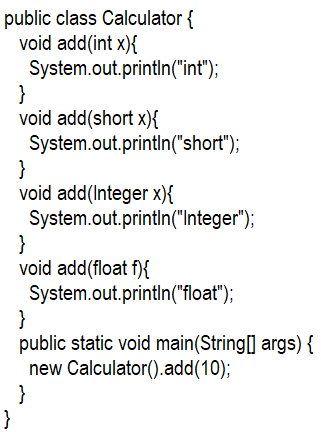 public class Calculator {
void add(int x){
System.out.println("int");
}
void add(short x){
System.out.println("short");
}
void add(Integer x){
System.out.println("Integer");
}
void add(float f){
System.out.println("float");
}
public static void main(String[] args) {
new Calculator().add(10);
}
}